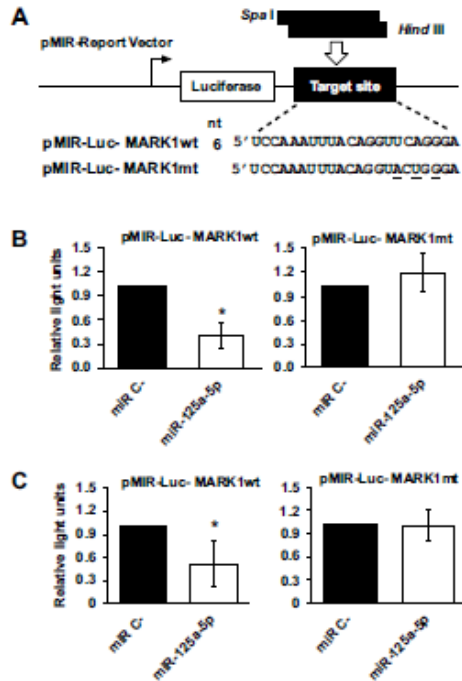 A
Spa I
Hind III
pMIR-Report Vector
Luciferase
Target site
nt
pMIR-Luc- MARK1wt 6 5'UCCAAAUUUACAGGUUCAGGGA
pMIR-Luc- MARK1mt 5'UCCAAAUUUACAGGUACUGGGA
B
pMIR-Luc- MARK1wt
pMIR-Luc- MARK1mt
Relative light units
1.5
1.2
0.9
0.6
0.3
0.0
*
miR C-
miR-125a-5p
1.5
1.2
0.9
0.6
0.3
0.0
miR C-
miR-125a-5p
C
pMIR-Luc- MARK1wt
pMIR-Luc- MARK1mt
Relative light units
1.5
1.2
0.9
0.6
0.3
0
*
miR C-
miR-125a-5p
1.5
1.2
0.9
0.6
0.3
0
miR C-
miR-125a-5p